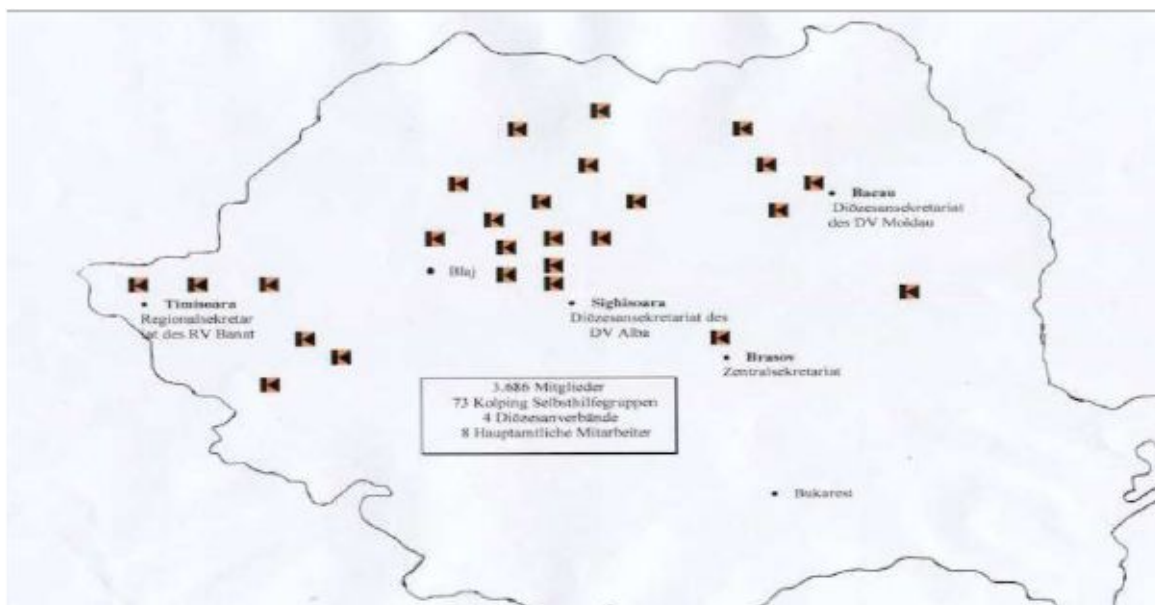 Bacau
Diözesansekretariat
des DV Moldau
Blaj
Timisoara
Regionalsekretar
iat des RV Banat
Sighisoara
Diözesansekretariat des
DV Alba
Brasov
Zentralsekretariat
3.686 Mitglieder
73 Kolping Selbsthilfegruppen
4 Diözesanverbände
8 Hauptamtliche Mitarbeiter
Bukarest